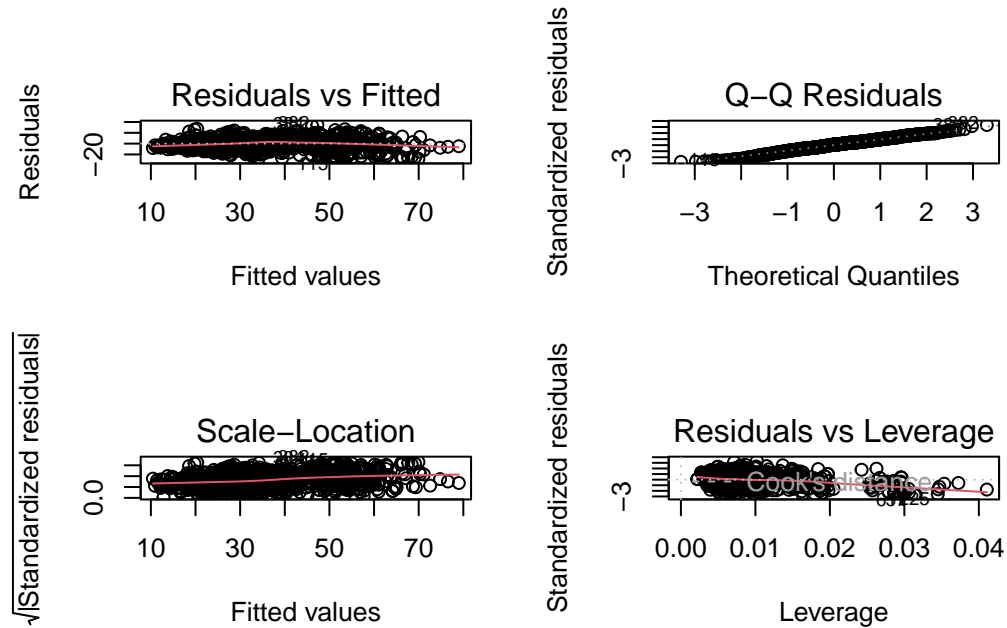 Residuals vs Fitted
Residuals
−20
10 30 50 70
Fitted values
Q−Q Residuals
Standardized residuals
−3
−3 −1 0 1 2 3
Theoretical Quantiles
Scale−Location
√|Standardized residuals|
0.0
10 30 50 70
Fitted values
Residuals vs Leverage
Standardized residuals
−3
Cook's distance
0.00 0.01 0.02 0.03 0.04
Leverage